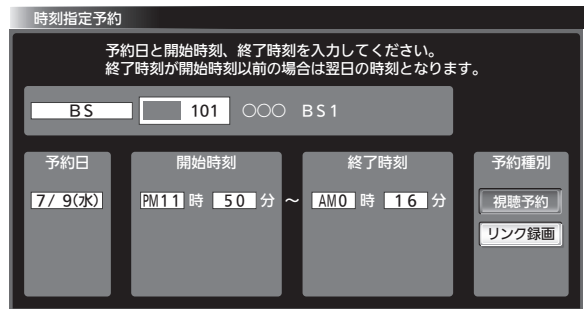 時刻指定予約
予約日と開始時刻、終了時刻を入力してください。
終了時刻が開始時刻以前の場合は翌日の時刻となります。
BS 101 ○○○ BS1
予約日 開始時刻 終了時刻 予約種別
7/ 9(水) PM11 時 50 分 ～ AM0 時 16 分 視聴予約
リンク録画